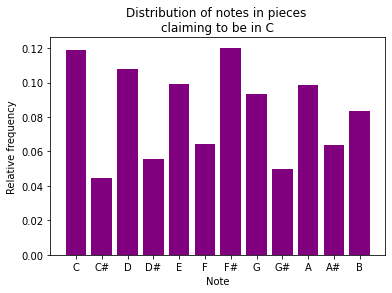 Distribution of notes in pieces
claiming to be in C
Relative frequency
0.12
0.10
0.08
0.06
0.04
0.02
0.00
C C# D D# E F F# G G# A A# B
Note